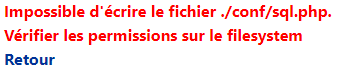 Impossible d'écrire le fichier ./conf/sql.php.
Vérifier les permissions sur le filesystem
Retour